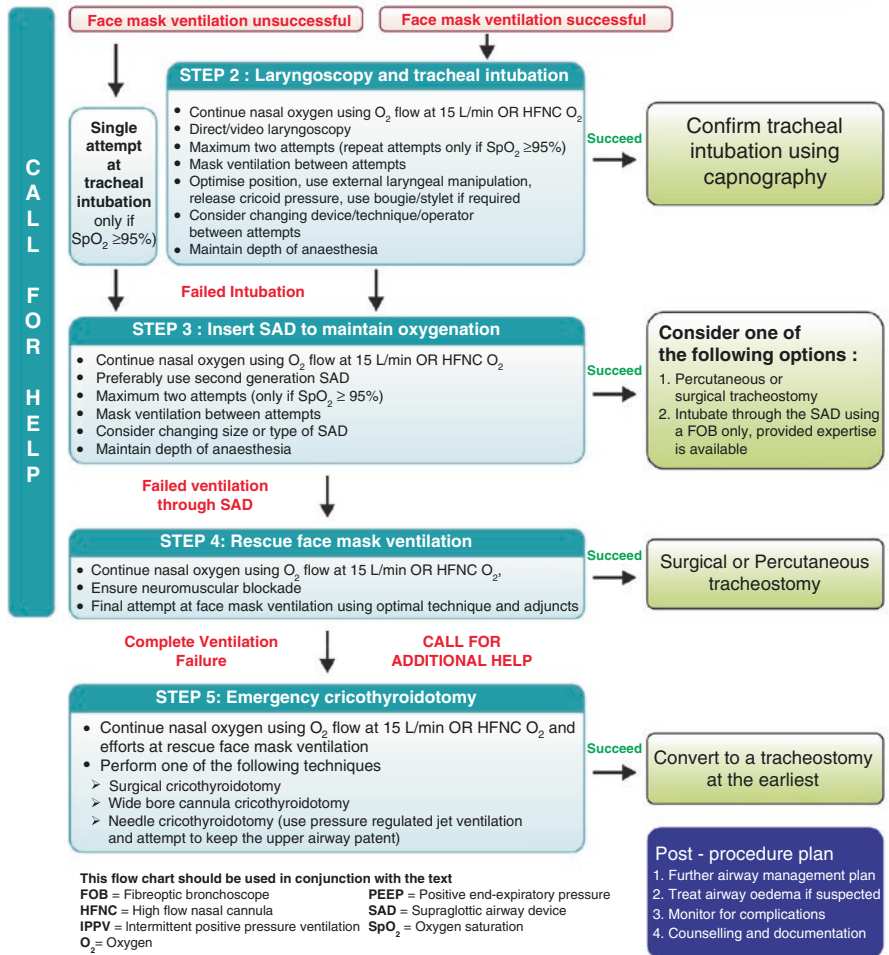 Face mask ventilation unsuccessful
Face mask ventilation successful
CALL FOR HELP
Single
attempt
at
tracheal
intubation
only if
SpO₂ ≥95%)
STEP 2 : Laryngoscopy and tracheal intubation
• Continue nasal oxygen using O₂ flow at 15 L/min OR HFNC O₂
• Direct/video laryngoscopy
• Maximum two attempts (repeat attempts only if SpO₂ ≥95%)
• Mask ventilation between attempts
• Optimise position, use external laryngeal manipulation,
release cricoid pressure, use bougie/stylet if required
• Consider changing device/technique/operator
between attempts
• Maintain depth of anaesthesia
Succeed
Confirm tracheal
intubation using
capnography
Failed Intubation
STEP 3 : Insert SAD to maintain oxygenation
• Continue nasal oxygen using O₂ flow at 15 L/min OR HFNC O₂
• Preferably use second generation SAD
• Maximum two attempts (only if SpO₂ ≥ 95%)
• Mask ventilation between attempts
• Consider changing size or type of SAD
• Maintain depth of anaesthesia
Succeed
Consider one of
the following options :
1. Percutaneous or
surgical tracheostomy
2. Intubate through the SAD using
a FOB only, provided expertise
is available
Failed ventilation
through SAD
STEP 4: Rescue face mask ventilation
• Continue nasal oxygen using O₂ flow at 15 L/min OR HFNC O₂,
• Ensure neuromuscular blockade
• Final attempt at face mask ventilation using optimal technique and adjuncts
Succeed
Surgical or Percutaneous
tracheostomy
Complete Ventilation
Failure
CALL FOR
ADDITIONAL HELP
STEP 5: Emergency cricothyroidotomy
• Continue nasal oxygen using O₂ flow at 15 L/min OR HFNC O₂ and
efforts at rescue face mask ventilation
• Perform one of the following techniques
➢ Surgical cricothyroidotomy
➢ Wide bore cannula cricothyroidotomy
➢ Needle cricothyroidotomy (use pressure regulated jet ventilation
and attempt to keep the upper airway patent)
Succeed
Convert to a tracheostomy
at the earliest
Post - procedure plan
1. Further airway management plan
2. Treat airway oedema if suspected
3. Monitor for complications
4. Counselling and documentation
This flow chart should be used in conjunction with the text
FOB = Fibreoptic bronchoscope
HFNC = High flow nasal cannula
IPPV = Intermittent positive pressure ventilation
O₂= Oxygen
PEEP = Positive end-expiratory pressure
SAD = Supraglottic airway device
SpO₂ = Oxygen saturation